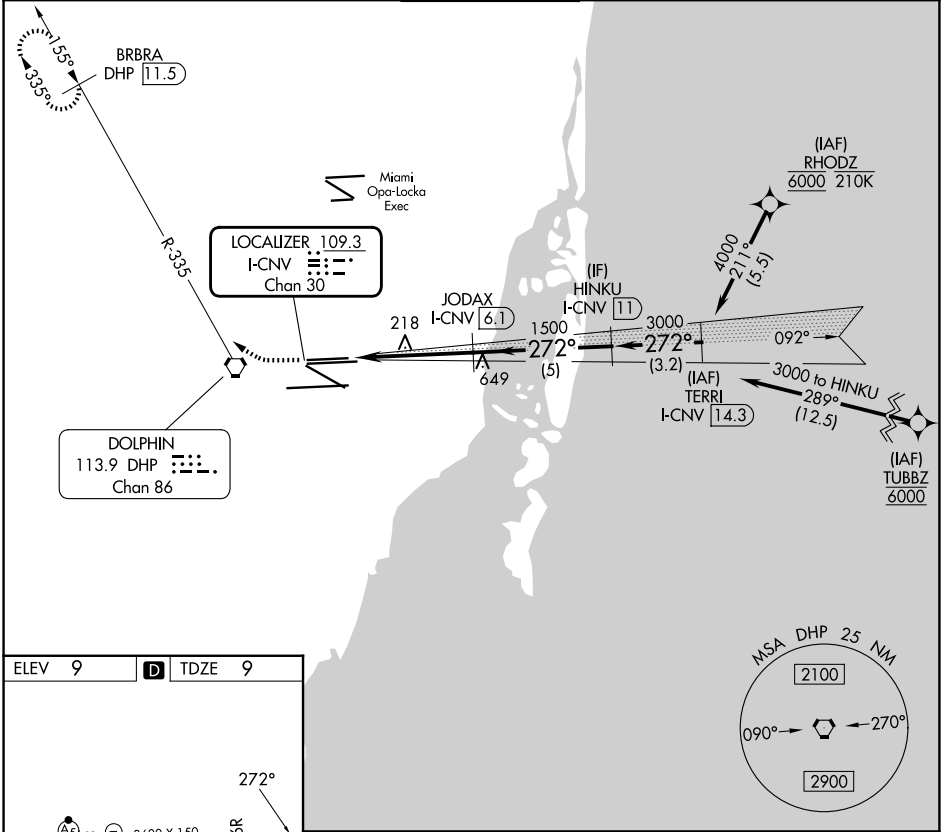 155°
335°
BRBRA
DHP 11.5
R-335
Miami
Opa-Locka
Exec
LOCALIZER 109.3
I-CNV
Chan 30
(IAF)
RHODZ
6000 210K
4000
211°
(5.5)
(IF)
HINKU
I-CNV 11
JODAX
I-CNV 6.1
218
649
1500
272°
(5)
3000
272°
(3.2)
092°
(IAF)
TERRI
I-CNV 14.3
3000 to HINKU
289°
(12.5)
(IAF)
TUBBZ
6000
DOLPHIN
113.9 DHP
Chan 86
MSA DHP 25 NM
2100
090°
270°
2900
ELEV 9 D TDZE 9
272°